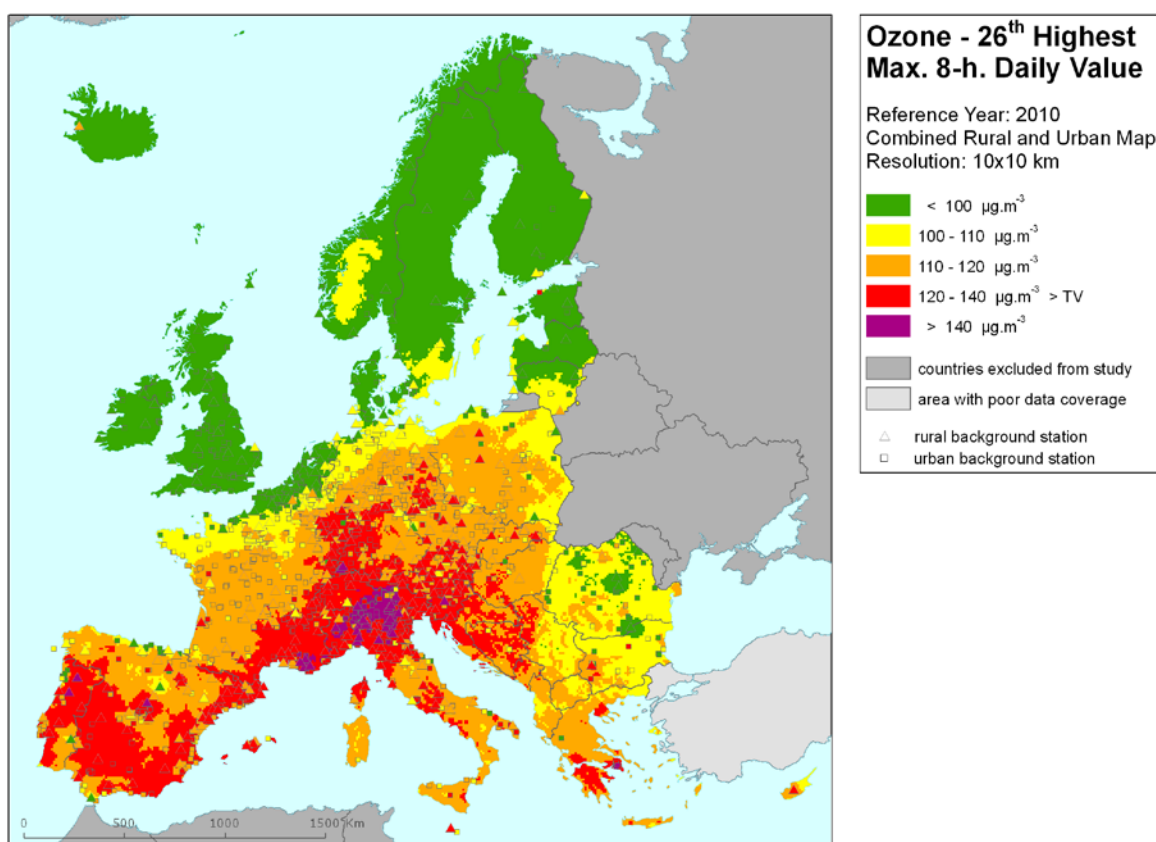 Ozone - 26th Highest
Max. 8-h. Daily Value
Reference Year: 2010
Combined Rural and Urban Map
Resolution: 10x10 km
< 100 µg.m-3
100 - 110 µg.m-3
110 - 120 µg.m-3
120 - 140 µg.m-3 > TV
> 140 µg.m-3
countries excluded from study
area with poor data coverage
rural background station
urban background station
0 500 1000 1500 Km